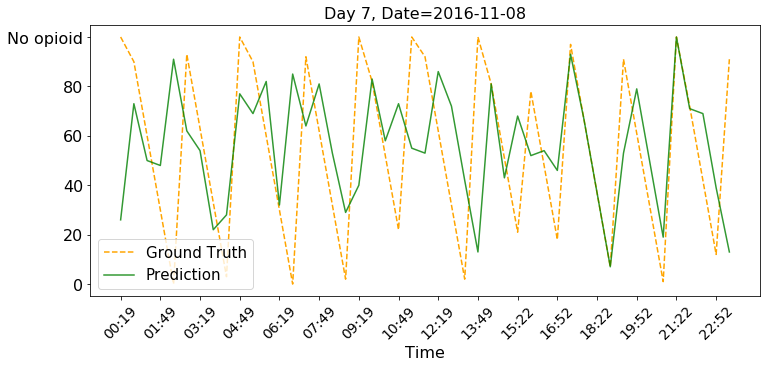 Day 7, Date=2016-11-08
No opioid
80
60
40
20
0
Ground Truth
Prediction
00:19 01:49 03:19 04:49 06:19 07:49 09:19 10:49 12:19 13:49 15:22 16:52 18:22 19:52 21:22 22:52
Time